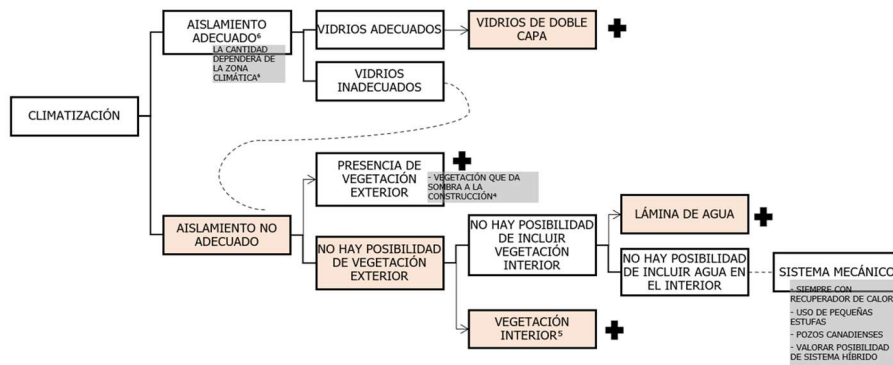 CLIMATIZACIÓN
AISLAMIENTO
ADECUADO⁶
LA CANTIDAD
DEPENDERÁ DE
LA ZONA
CLIMÁTICA⁴
VIDRIOS ADECUADOS
VIDRIOS DE DOBLE
CAPA
VIDRIOS
INADECUADOS
AISLAMIENTO NO
ADECUADO
PRESENCIA DE
VEGETACIÓN
EXTERIOR
- VEGETACIÓN QUE DA
SOMBRA A LA
CONSTRUCCIÓN⁴
NO HAY POSIBILIDAD
DE VEGETACIÓN
EXTERIOR
NO HAY POSIBILIDAD
DE INCLUIR
VEGETACIÓN
INTERIOR
LÁMINA DE AGUA
NO HAY POSIBILIDAD
DE INCLUIR AGUA EN
EL INTERIOR
SISTEMA MECÁNICO
- SIEMPRE CON
RECUPERADOR DE CALOR
- USO DE PEQUEÑAS
ESTUFAS
- POZOS CANADIENSES
- VALORAR POSIBILIDAD
DE SISTEMA HÍBRIDO
VEGETACIÓN
INTERIOR⁵